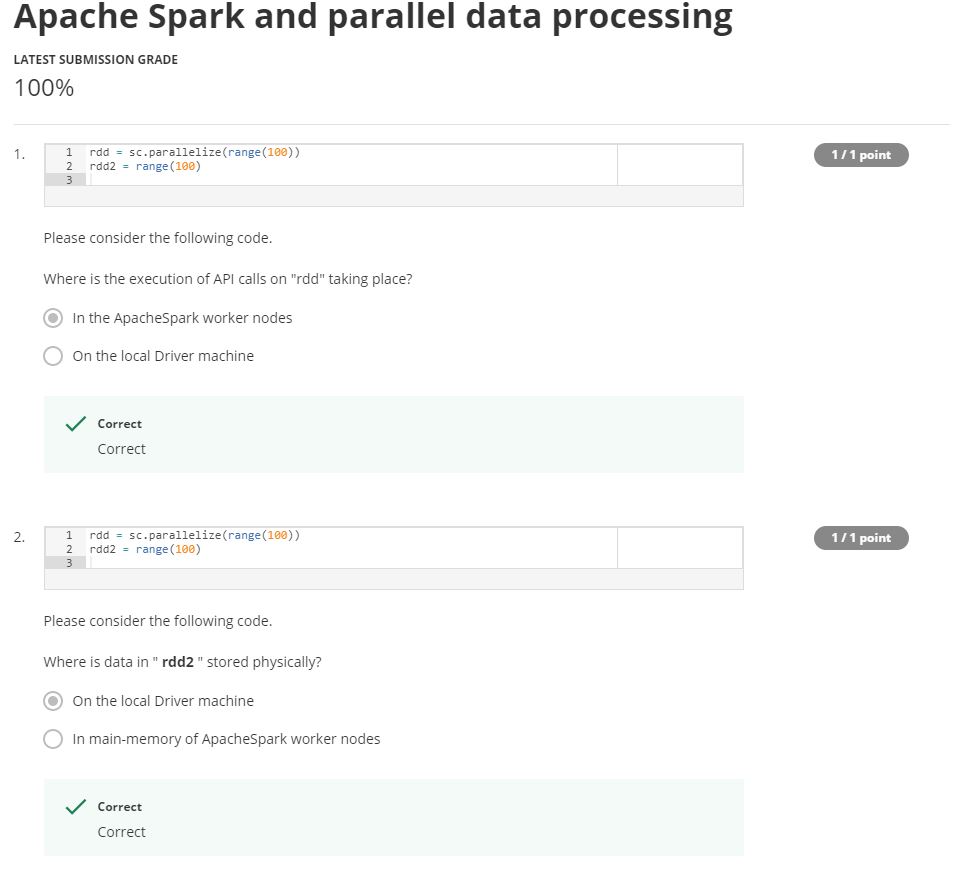 Apache Spark and parallel data processing
LATEST SUBMISSION GRADE
100%
1.
1 rdd = sc.parallelize(range(100))
2 rdd2 = range(100)
3
1 / 1 point
Please consider the following code.
Where is the execution of API calls on "rdd" taking place?
In the ApacheSpark worker nodes
On the local Driver machine
Correct
Correct
2.
1 rdd = sc.parallelize(range(100))
2 rdd2 = range(100)
3
1 / 1 point
Please consider the following code.
Where is data in " rdd2 " stored physically?
On the local Driver machine
In main-memory of ApacheSpark worker nodes
Correct
Correct